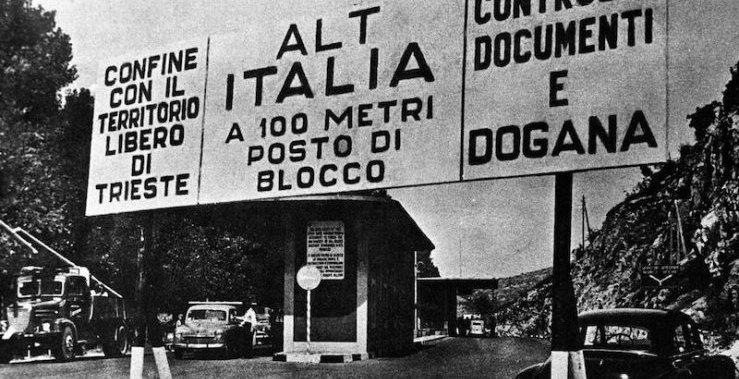 CONFINE
CON IL
TERRITORIO
LIBERO
DI
TRIESTE
ALT
ITALIA
A 100 METRI
POSTO DI
BLOCCO
DOCUMENTI
E
DOGANA